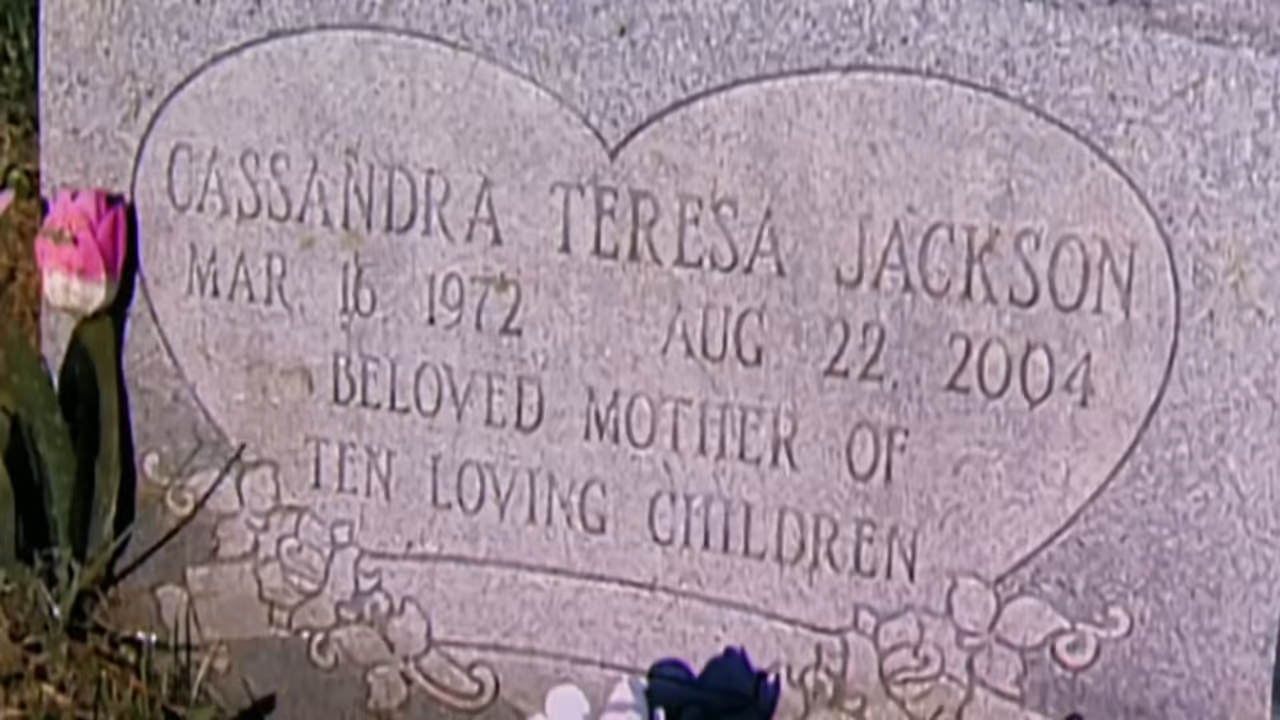 CASSANDRA TERESA JACKSON
MAR. 16 1972 AUG 22, 2004
BELOVED MOTHER OF
TEN LOVING CHILDREN